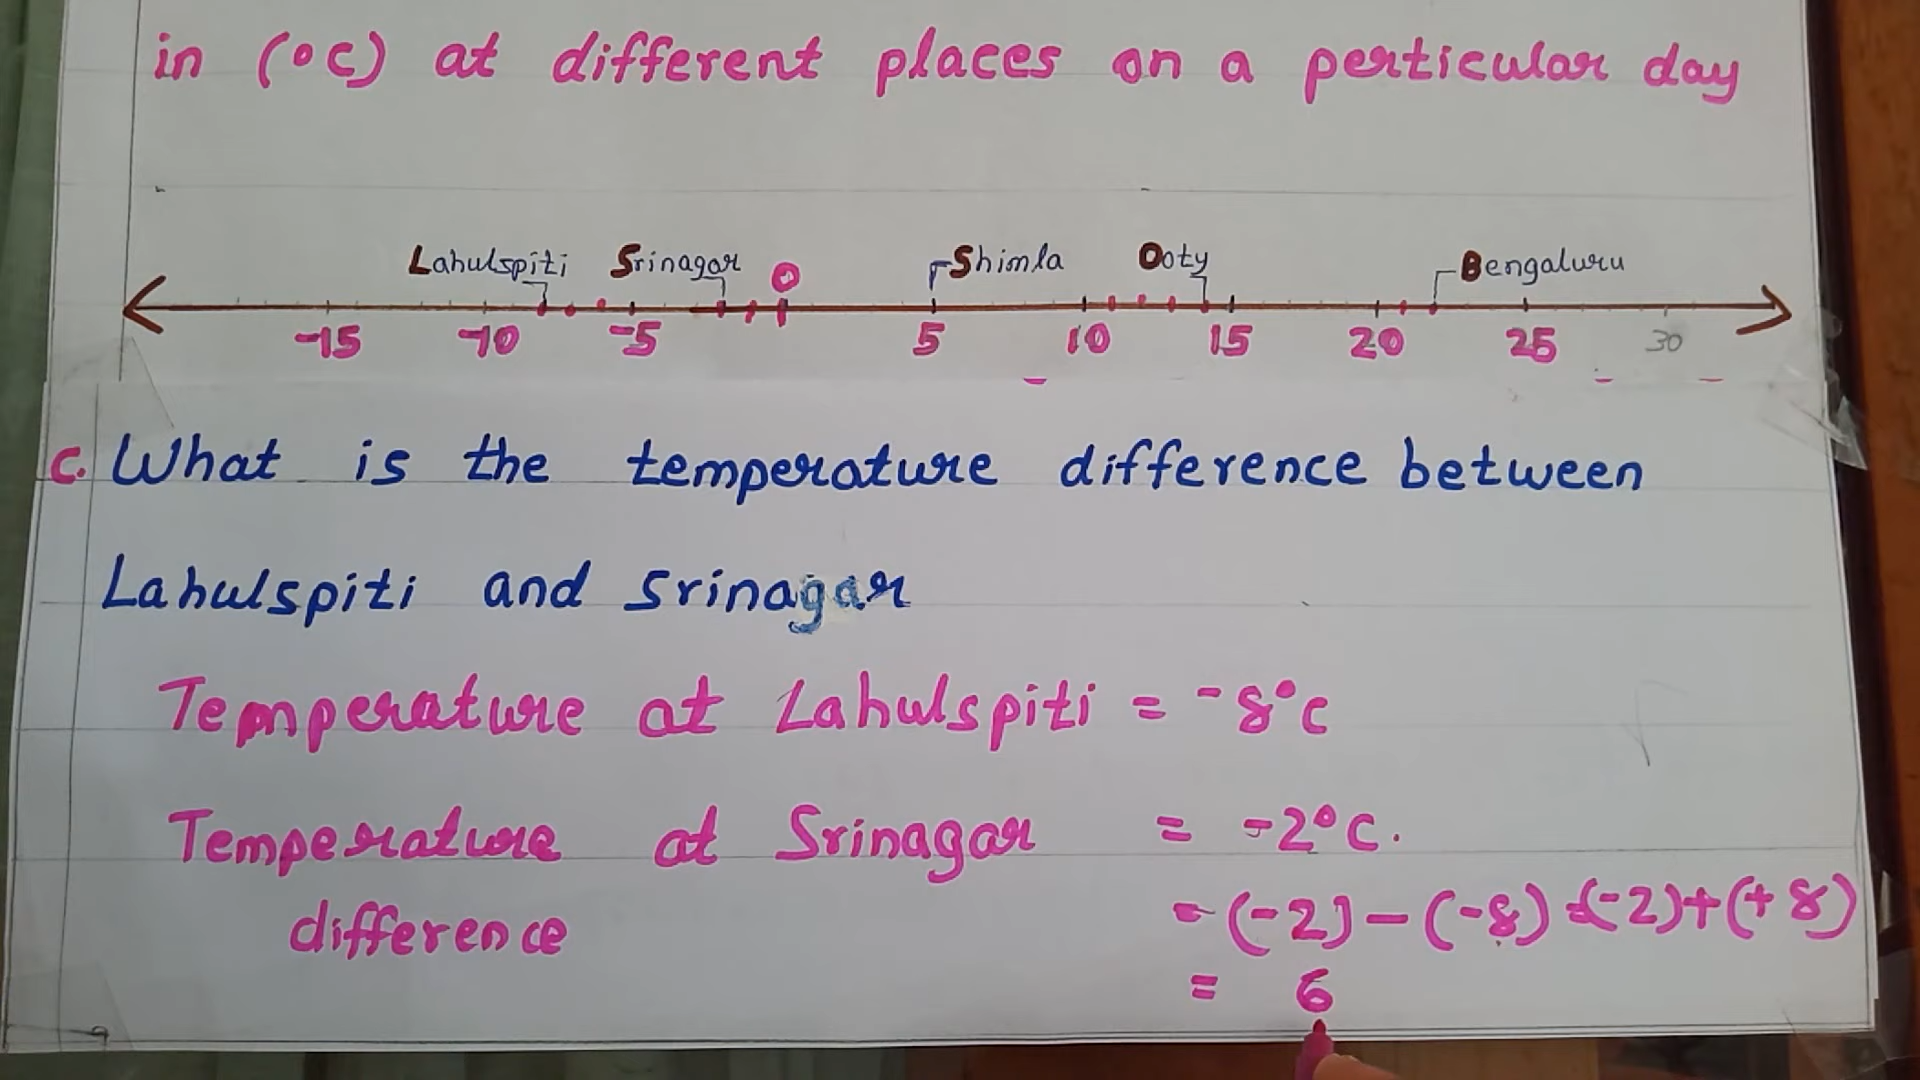 in (°C) at different places on a perticular day
Lahulspiti Srinagar 0 Shimla Ooty Bengaluru
-15 -10 -5 5 10 15 20 25 30
c. What is the temperature difference between
Lahulspiti and Srinagar
Temperature at Lahulspiti = -8°C
Temperature at Srinagar = -2°C.
difference = (-2) - (-8) = (-2)+(+8)
= 6